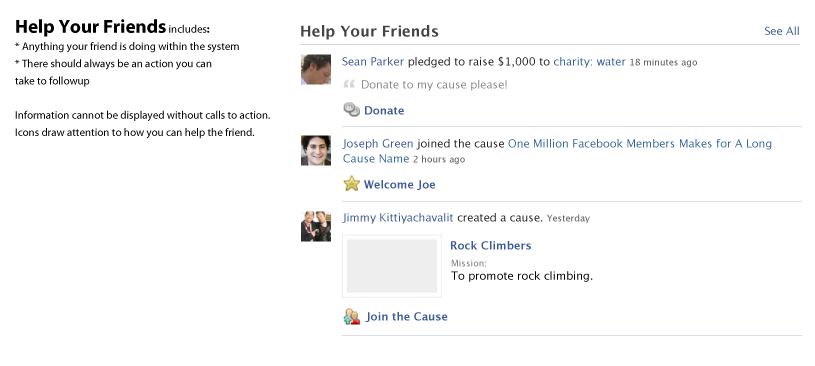 Help Your Friends includes:
* Anything your friend is doing within the system
* There should always be an action you can
take to followup
Information cannot be displayed without calls to action.
Icons draw attention to how you can help the friend.
Help Your Friends
See All
Sean Parker pledged to raise $1,000 to charity: water 18 minutes ago
“ Donate to my cause please!
Donate
Joseph Green joined the cause One Million Facebook Members Makes for A Long
Cause Name 2 hours ago
Welcome Joe
Jimmy Kittiyachavalit created a cause. Yesterday
Rock Climbers
Mission:
To promote rock climbing.
Join the Cause